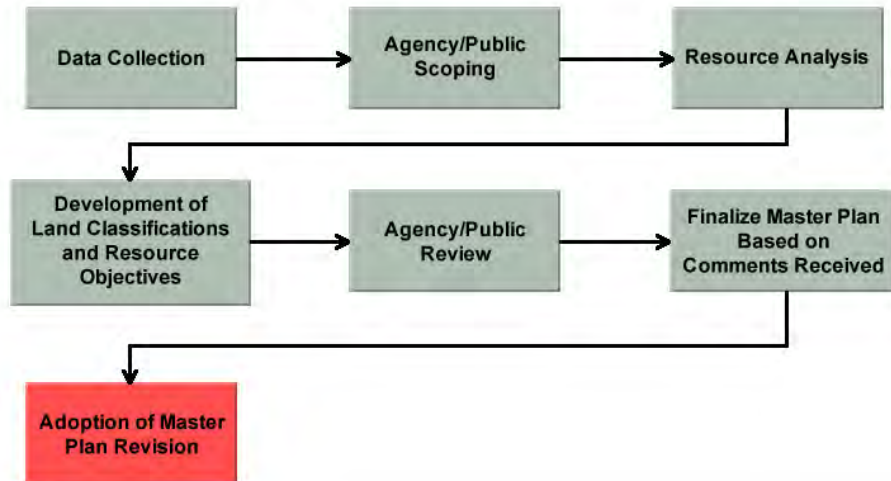 Data Collection
Agency/Public
Scoping
Resource Analysis
Development of
Land Classifications
and Resource
Objectives
Agency/Public
Review
Finalize Master Plan
Based on
Comments Received
Adoption of Master
Plan Revision